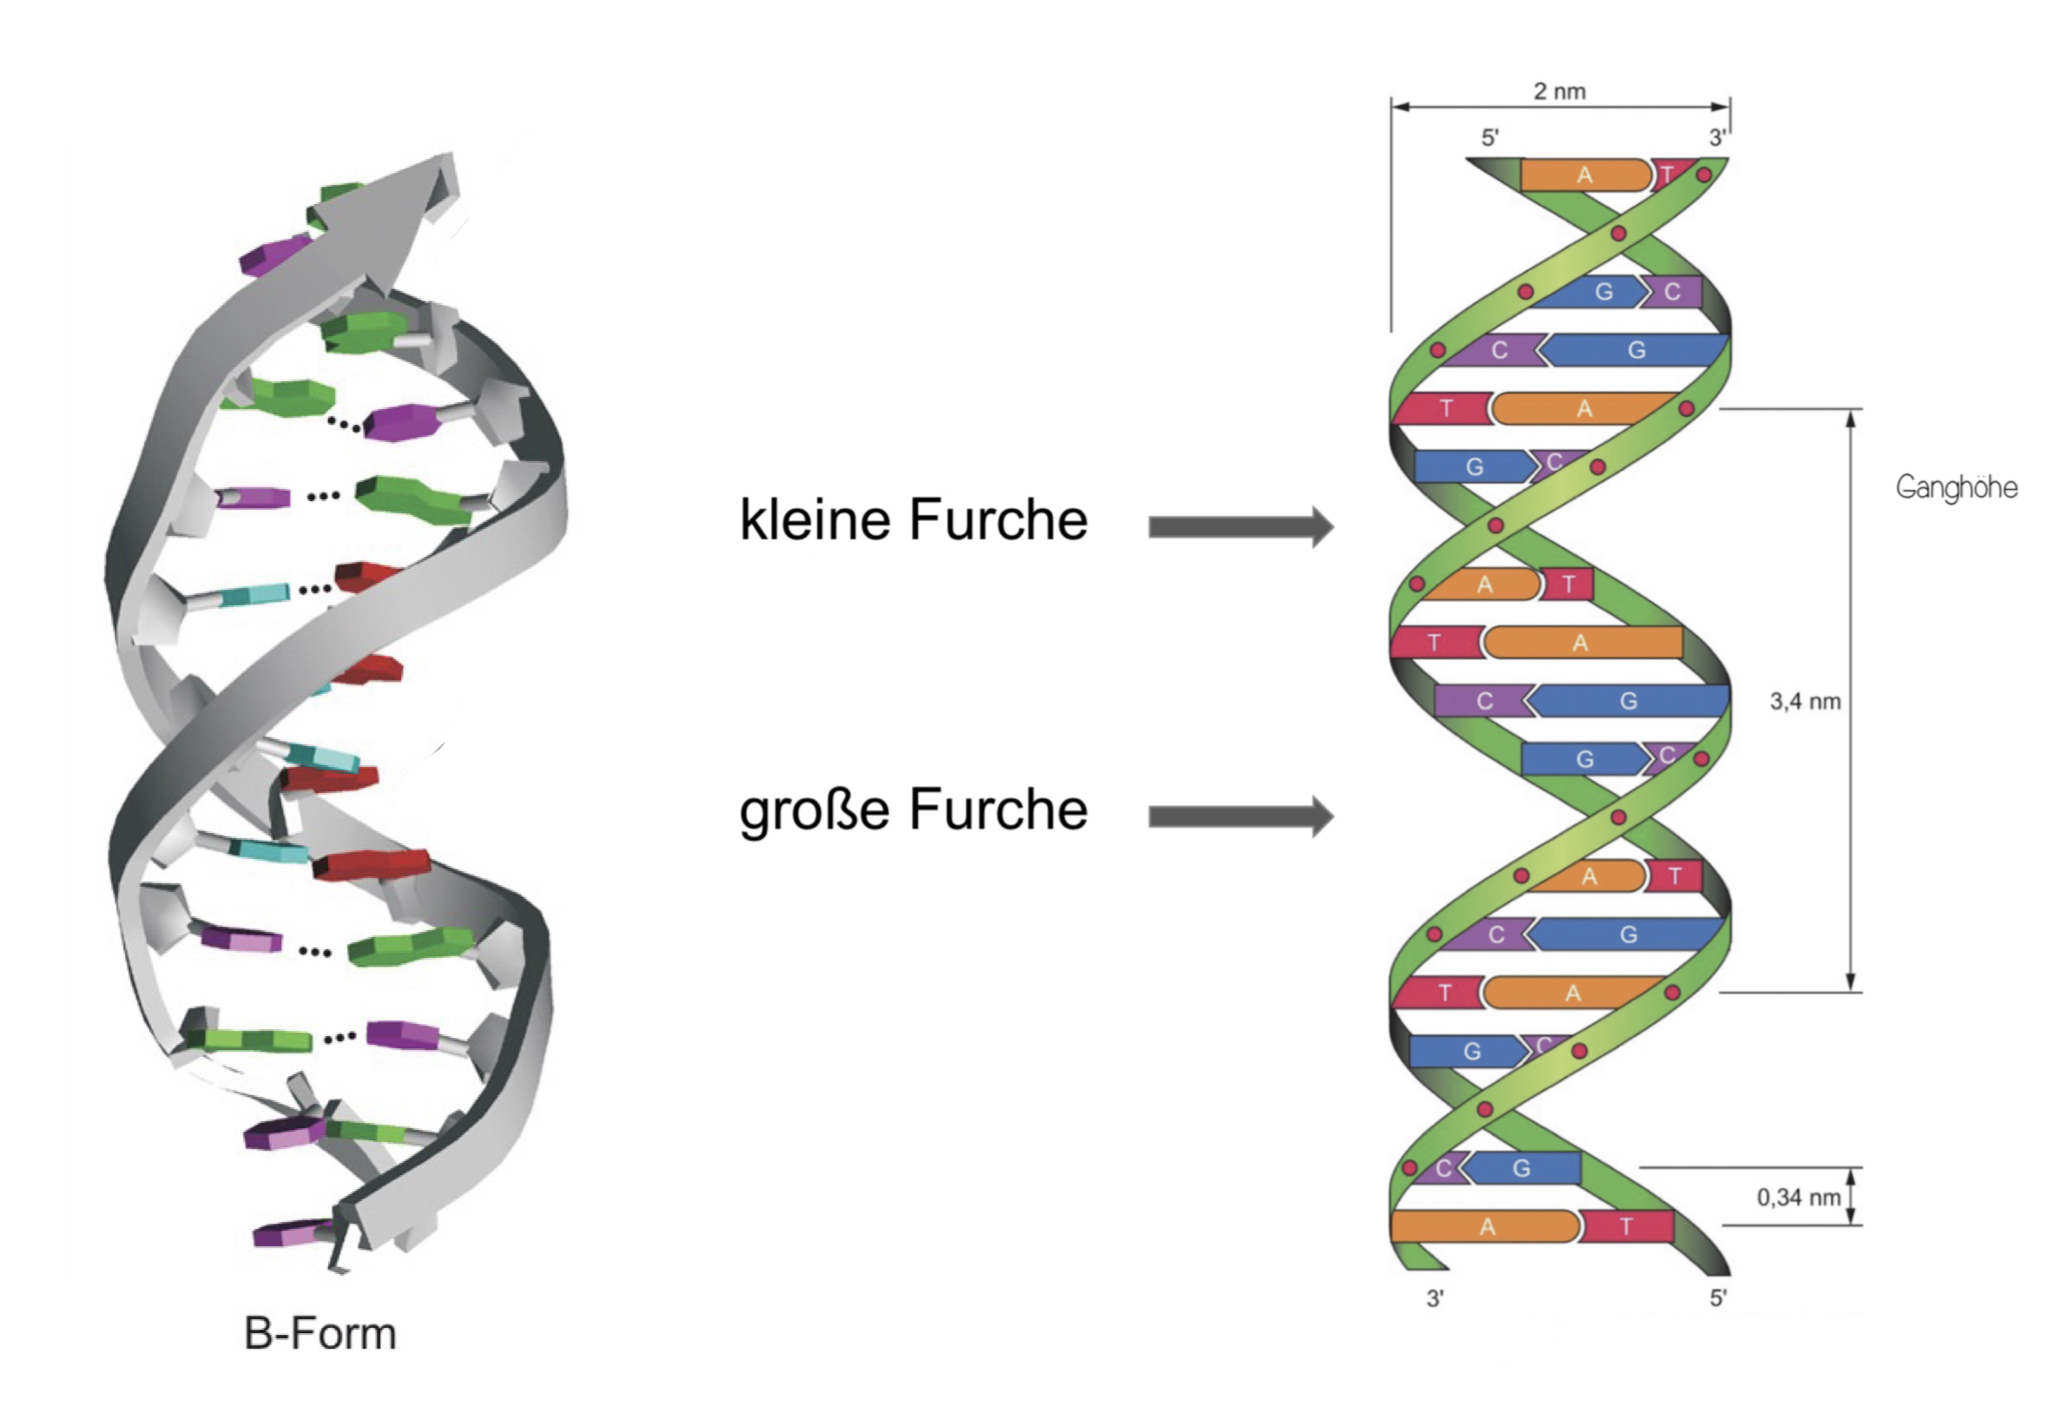 2 nm
5' 3'
A T
G C
C G
T A
G C
Ganghöhe
kleine Furche
A T
T A
C G
3,4 nm
G C
große Furche
A T
C G
T A
G C
C G
0,34 nm
A T
3' 5'
B-Form